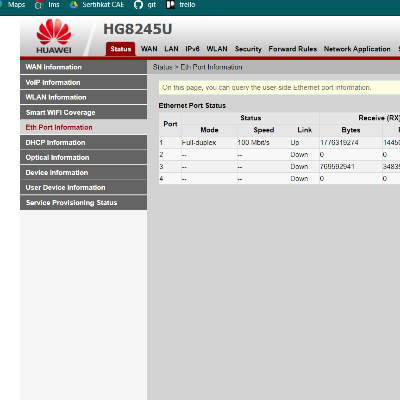 Maps lms Sertifikat CAE git trello
HUAWEI
HG8245U
Status WAN LAN IPv6 WLAN Security Forward Rules Network Application
WAN Information
VoIP Information
WLAN Information
Smart WiFi Coverage
Eth Port Information
DHCP Information
Optical Information
Device Information
User Device Information
Service Provisioning Status
Status > Eth Port Information
On this page, you can query the user-side Ethernet port information.
Ethernet Port Status
Port Status Receive (RX)
Mode Speed Link Bytes
1 Full-duplex 100 Mbit/s Up 1776319274 1445
2 -- -- Down 0 0
3 -- -- Down 769592941 3483
4 -- -- Down 0 0